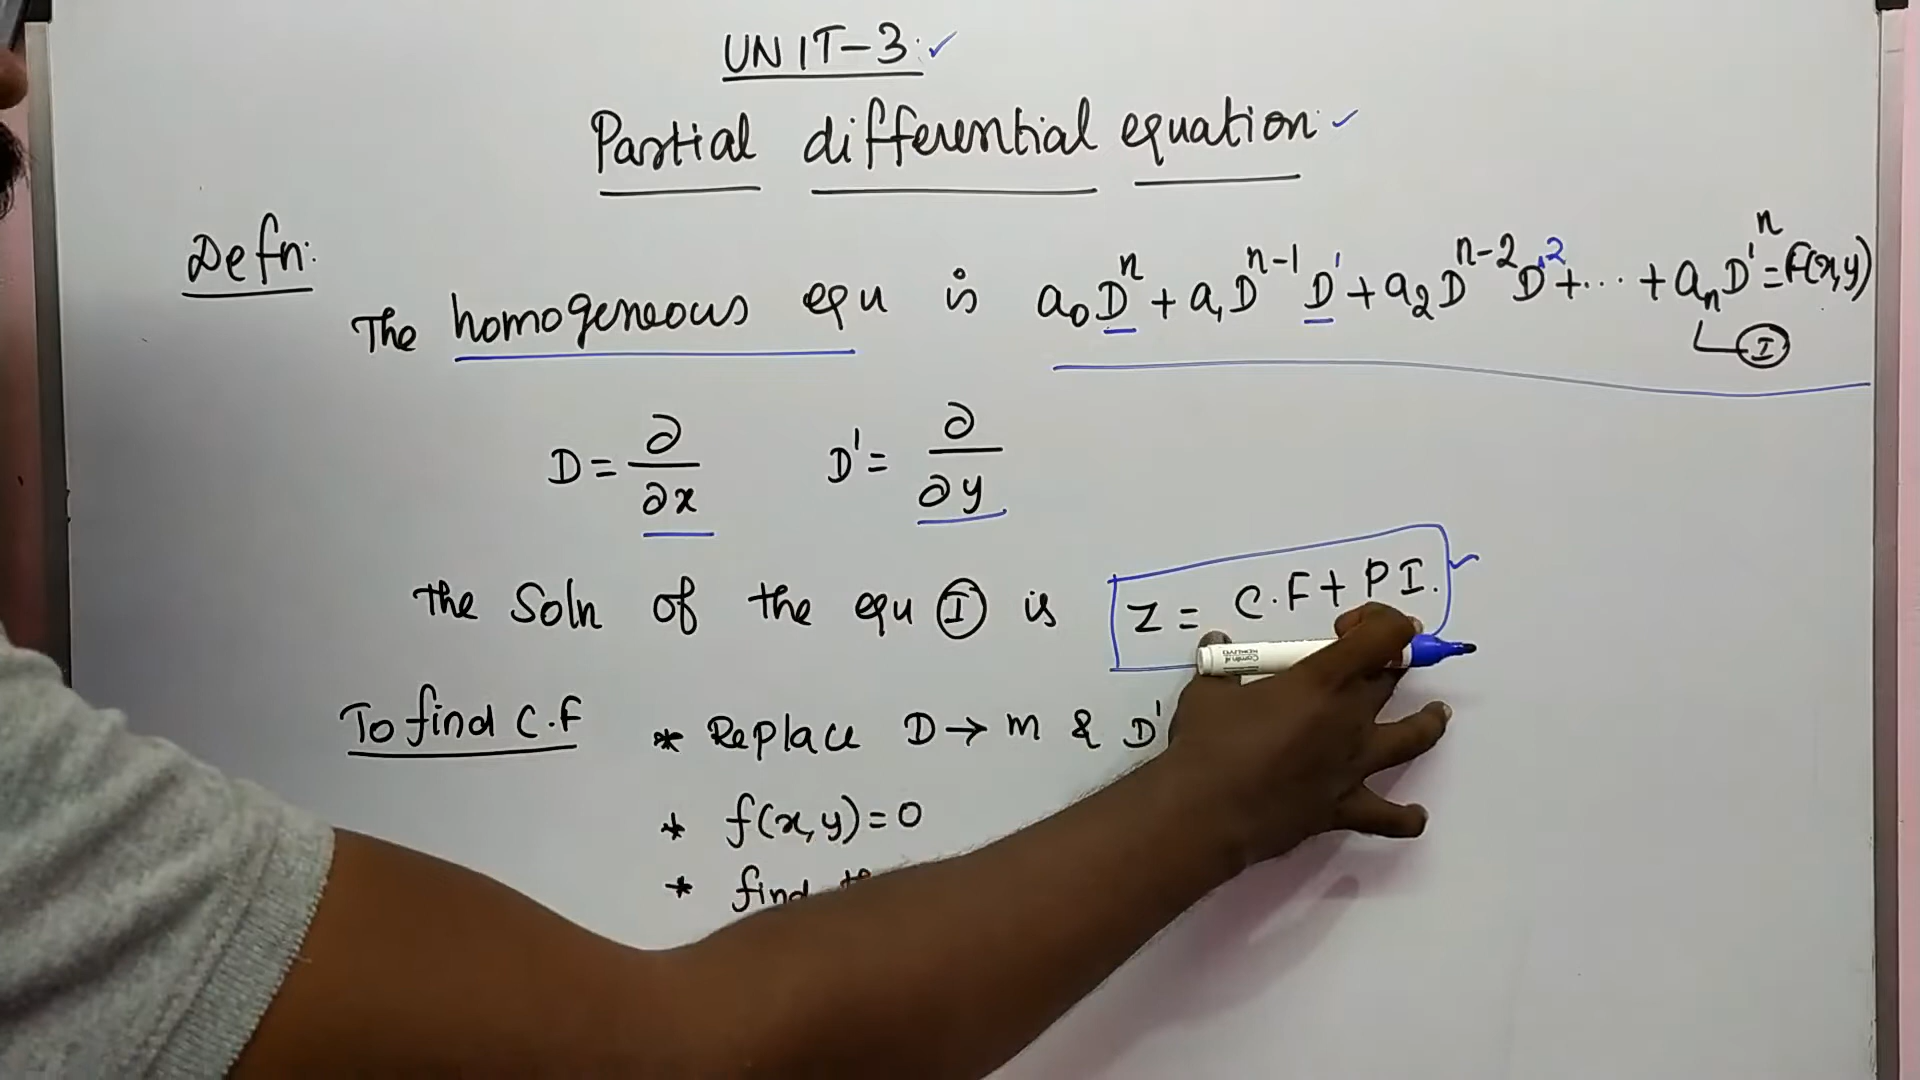 UNIT-3:
Partial differential equation:
Defn:
The homogeneous equ is a₀Dⁿ + a₁Dⁿ⁻¹D' + a₂Dⁿ⁻²D'² + ... + aₙD'ⁿ = F(x,y)
I
D = ∂/∂x D' = ∂/∂y
the Soln of the equ I is Z = C.F + P I.
To find C.F * Replace D → m & D'
* f(x,y) = 0
* find